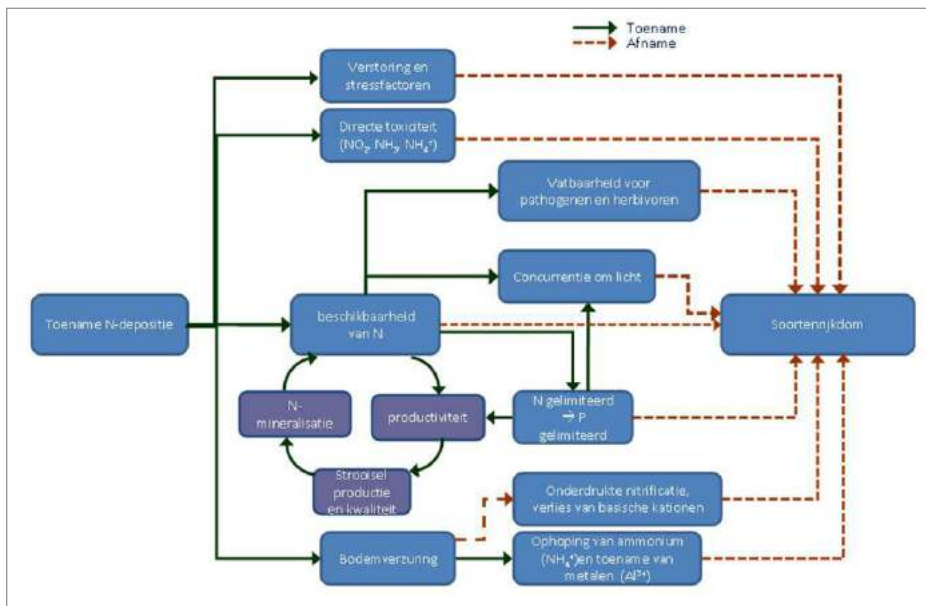 Toename
Afname
Verstoring en
stressfactoren
Directe toxiciteit
(NO₂, NH₃, NH₄⁺)
Vatbaarheid voor
pathogenen en herbivoren
Concurrentie om licht
Toename N-depositie
beschikbaarheid
van N
Soortenrijkdom
N-
mineralisatie
productiviteit
N gelimiteerd
→ P
gelimiteerd
Strooisel
productie
en kwaliteit
Onderdrukte nitrificatie,
verlies van basische kationen
Bodemverzuring
Ophoping van ammonium
(NH₄⁺)en toename van
metalen (Al³⁺)